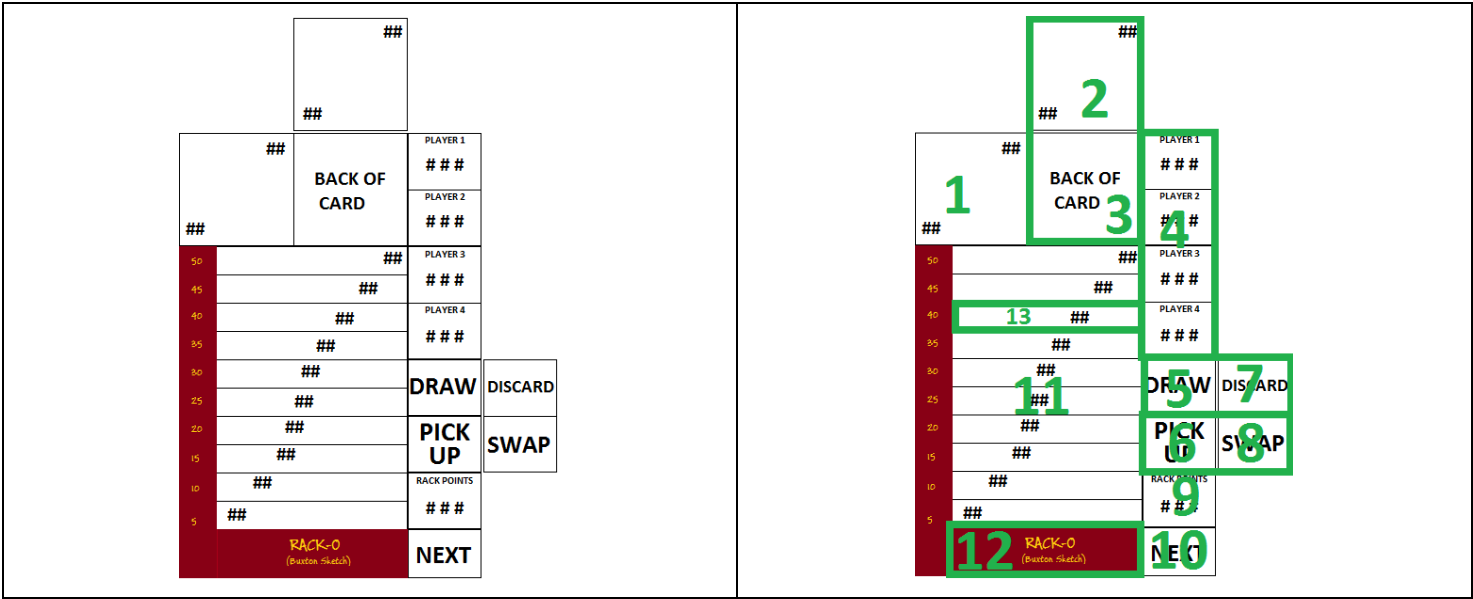 ##
##
## BACK OF CARD PLAYER 1
# # #
PLAYER 2
##
# # #
50 ## PLAYER 3
45 ## # # #
40 ## PLAYER 4
35 ## # # #
30 ## DRAW DISCARD
25 ##
20 ## PICK UP SWAP
15 ##
10 ## RACK POINTS
5 ## # # #
RACK-O
(Buxton Sketch)
NEXT
##
## 2
## BACK OF CARD 3 PLAYER 1
# # #
1 PLAYER 2
## # # # 4
50 ## PLAYER 3
45 ## # # #
40 13 ## PLAYER 4
35 ## # # #
30 ## DRAW 5 DISCARD 7
25 ## 11
20 ## PICK UP 6 SWAP 8
15 ##
10 ## RACK POINTS
5 ## # # # 9
12 RACK-O
(Buxton Sketch)
NEXT 10